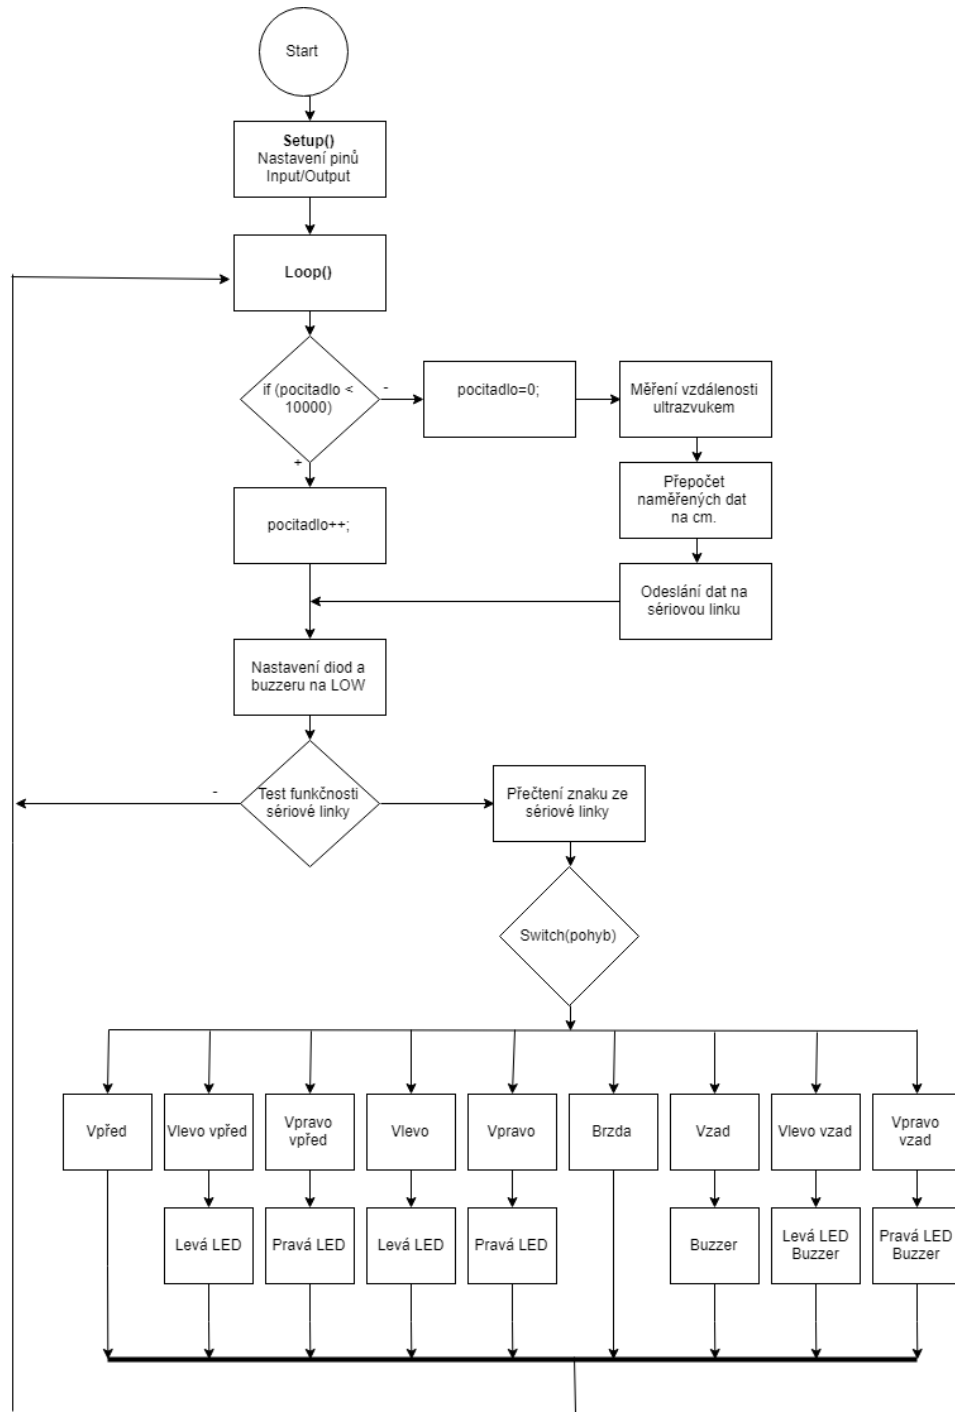 Start
Setup()
Nastavení pinů
Input/Output
Loop()
if (pocitadlo <
10000)
-
pocitadlo=0;
Měření vzdálenosti
ultrazvukem
+
Přepočet
naměřených dat
na cm.
pocitadlo++;
Odeslání dat na
sériovou linku
Nastavení diod a
buzzeru na LOW
-
Test funkčnosti
sériové linky
Přečtení znaku ze
sériové linky
Switch(pohyb)
Vpřed
Vlevo vpřed
Vpravo
vpřed
Vlevo
Vpravo
Brzda
Vzad
Vlevo vzad
Vpravo
vzad
Levá LED
Pravá LED
Levá LED
Pravá LED
Buzzer
Levá LED
Buzzer
Pravá LED
Buzzer